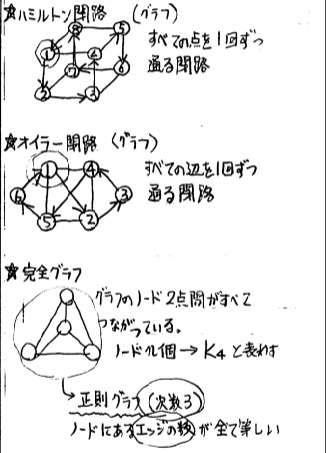 ☆ハミルトン閉路 (グラフ)
すべての点を1回ずつ
通る閉路
8 5
1 4
7 6
2 3
☆オイラー閉路 (グラフ)
すべての辺を1回ずつ
通る閉路
1 4
6 3
5 2
☆完全グラフ
グラフのノード2点間がすべて
つながっている。
ノードn個→K4と表わす
→正則グラフ(次数3)
ノードにあるエッジの数が全て等しい